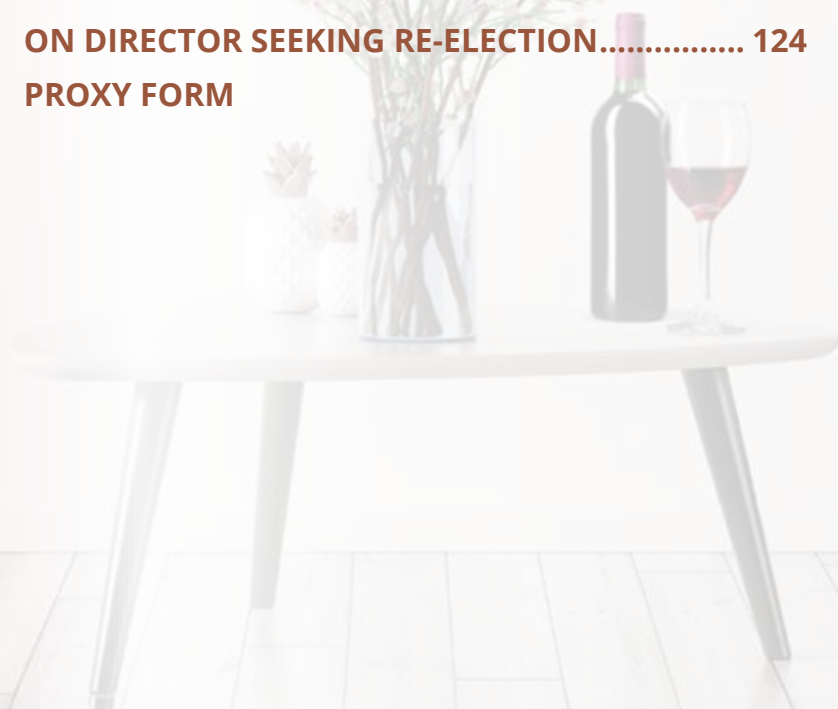 ON DIRECTOR SEEKING RE-ELECTION................ 124
PROXY FORM